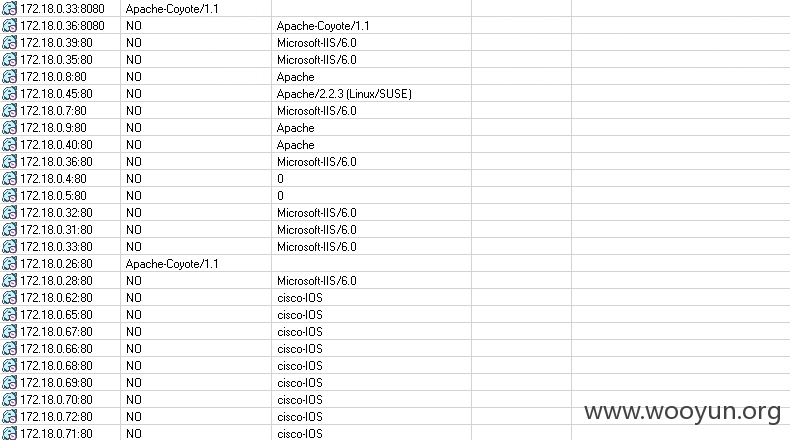 172.18.0.33:8080 Apache-Coyote/1.1
172.18.0.36:8080 NO Apache-Coyote/1.1
172.18.0.39:80 NO Microsoft-IIS/6.0
172.18.0.35:80 NO Microsoft-IIS/6.0
172.18.0.8:80 NO Apache
172.18.0.45:80 NO Apache/2.2.3 (Linux/SUSE)
172.18.0.7:80 NO Microsoft-IIS/6.0
172.18.0.9:80 NO Apache
172.18.0.40:80 NO Apache
172.18.0.36:80 NO Microsoft-IIS/6.0
172.18.0.4:80 NO 0
172.18.0.5:80 NO 0
172.18.0.32:80 NO Microsoft-IIS/6.0
172.18.0.31:80 NO Microsoft-IIS/6.0
172.18.0.33:80 NO Microsoft-IIS/6.0
172.18.0.26:80 Apache-Coyote/1.1
172.18.0.28:80 NO Microsoft-IIS/6.0
172.18.0.62:80 NO cisco-IOS
172.18.0.65:80 NO cisco-IOS
172.18.0.67:80 NO cisco-IOS
172.18.0.66:80 NO cisco-IOS
172.18.0.68:80 NO cisco-IOS
172.18.0.69:80 NO cisco-IOS
172.18.0.70:80 NO cisco-IOS
172.18.0.72:80 NO cisco-IOS
172.18.0.71:80 NO cisco-IOS
www.wooyun.org